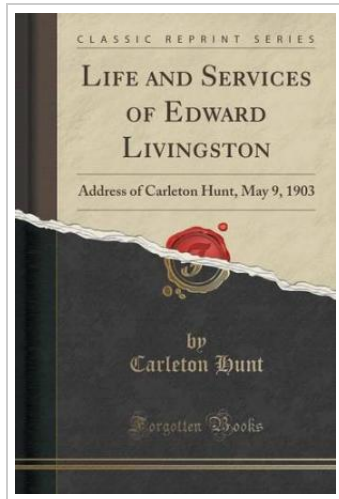 CLASSIC REPRINT SERIES
LIFE AND SERVICES
OF EDWARD
LIVINGSTON
Address of Carleton Hunt, May 9, 1903
by
Carleton Hunt
Forgotten Books